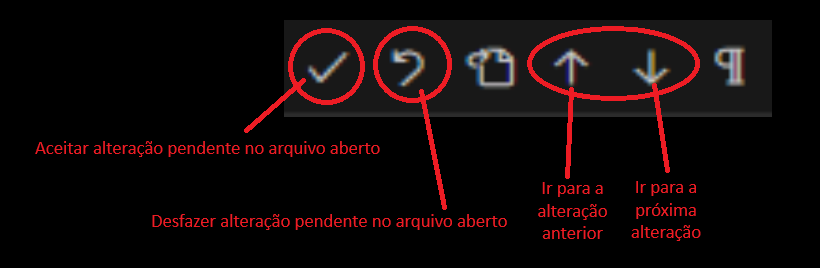 ¶
Aceitar alteração pendente no arquivo aberto
Desfazer alteração pendente no arquivo aberto
Ir para a
alteração
anterior
Ir para a
próxima
alteração